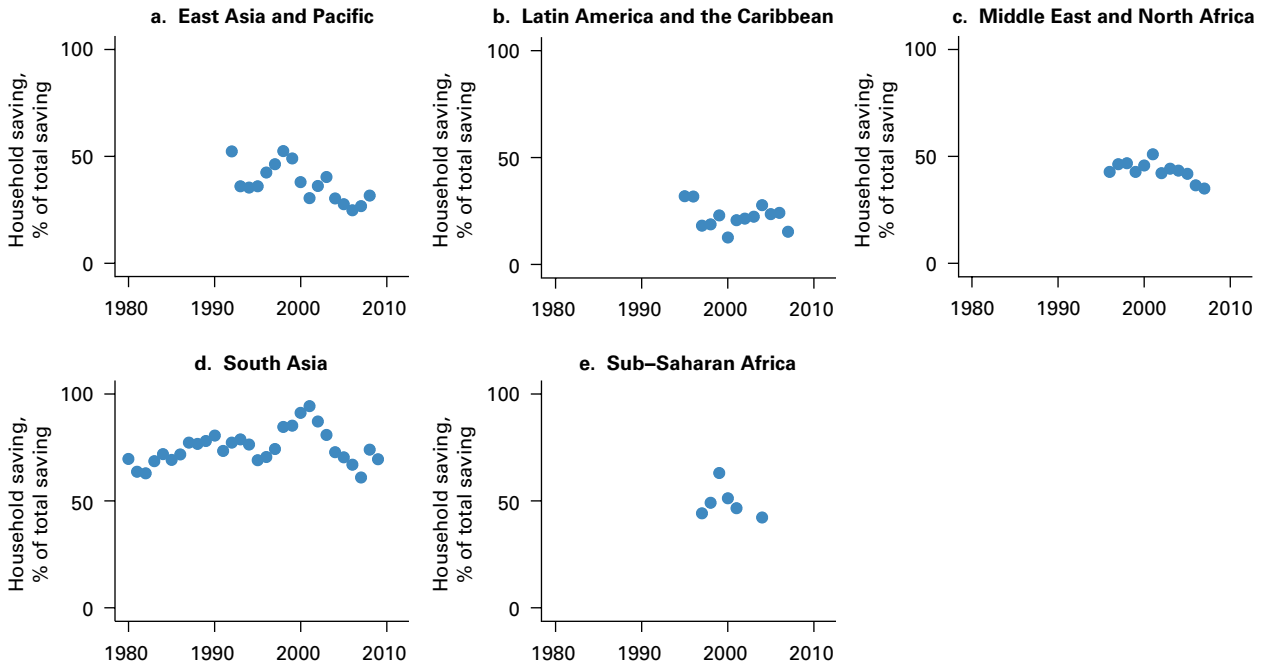 a. East Asia and Pacific
Household saving,
% of total saving
100
50
0
1980 1990 2000 2010
b. Latin America and the Caribbean
Household saving,
% of total saving
100
50
0
1980 1990 2000 2010
c. Middle East and North Africa
Household saving,
% of total saving
100
50
0
1980 1990 2000 2010
d. South Asia
Household saving,
% of total saving
100
50
0
1980 1990 2000 2010
e. Sub–Saharan Africa
Household saving,
% of total saving
100
50
0
1980 1990 2000 2010